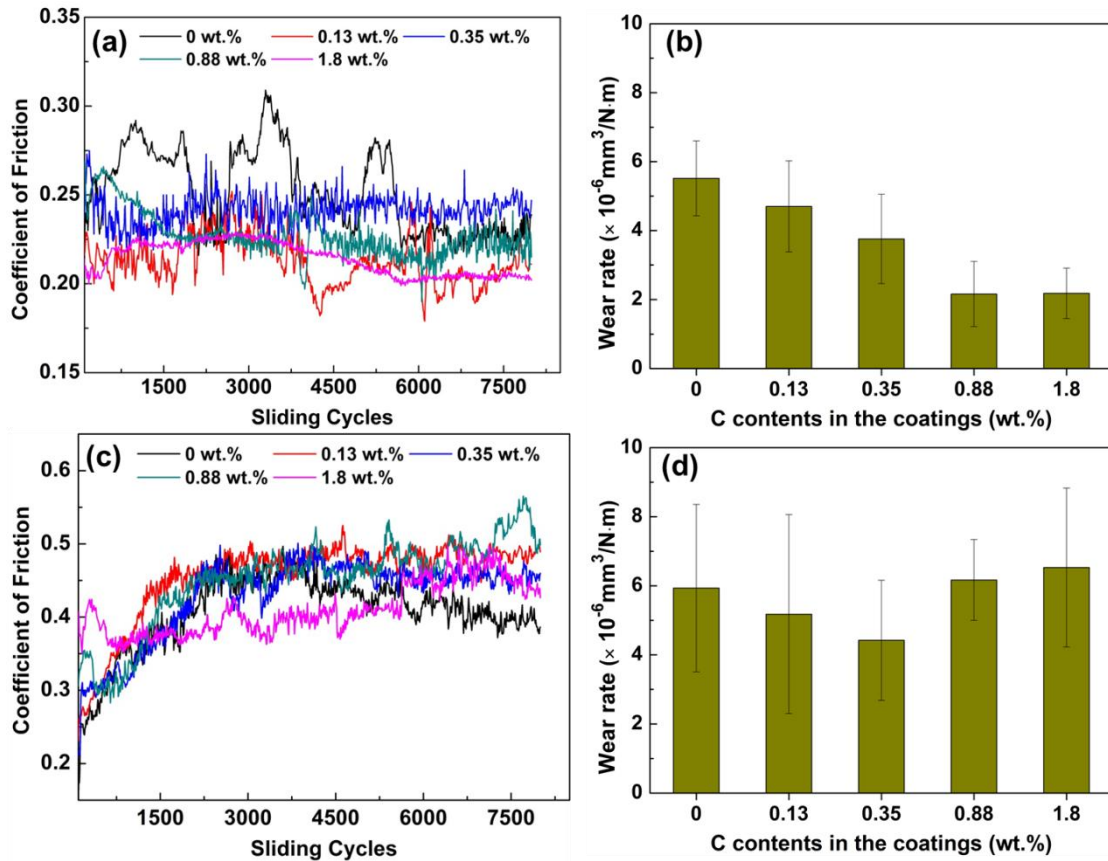 (a)
0 wt.% 0.13 wt.% 0.35 wt.%
0.88 wt.% 1.8 wt.%
0.35
0.30
0.25
0.20
0.15
Coefficient of Friction
1500 3000 4500 6000 7500
Sliding Cycles
(b)
10
8
6
4
2
0
Wear rate (× 10⁻⁶mm³/N·m)
0 0.13 0.35 0.88 1.8
C contents in the coatings (wt.%)
(c)
0 wt.% 0.13 wt.% 0.35 wt.%
0.88 wt.% 1.8 wt.%
0.6
0.5
0.4
0.3
0.2
Coefficient of Friction
1500 3000 4500 6000 7500
Sliding Cycles
(d)
10
8
6
4
2
0
Wear rate (× 10⁻⁶mm³/N·m)
0 0.13 0.35 0.88 1.8
C contents in the coatings (wt.%)